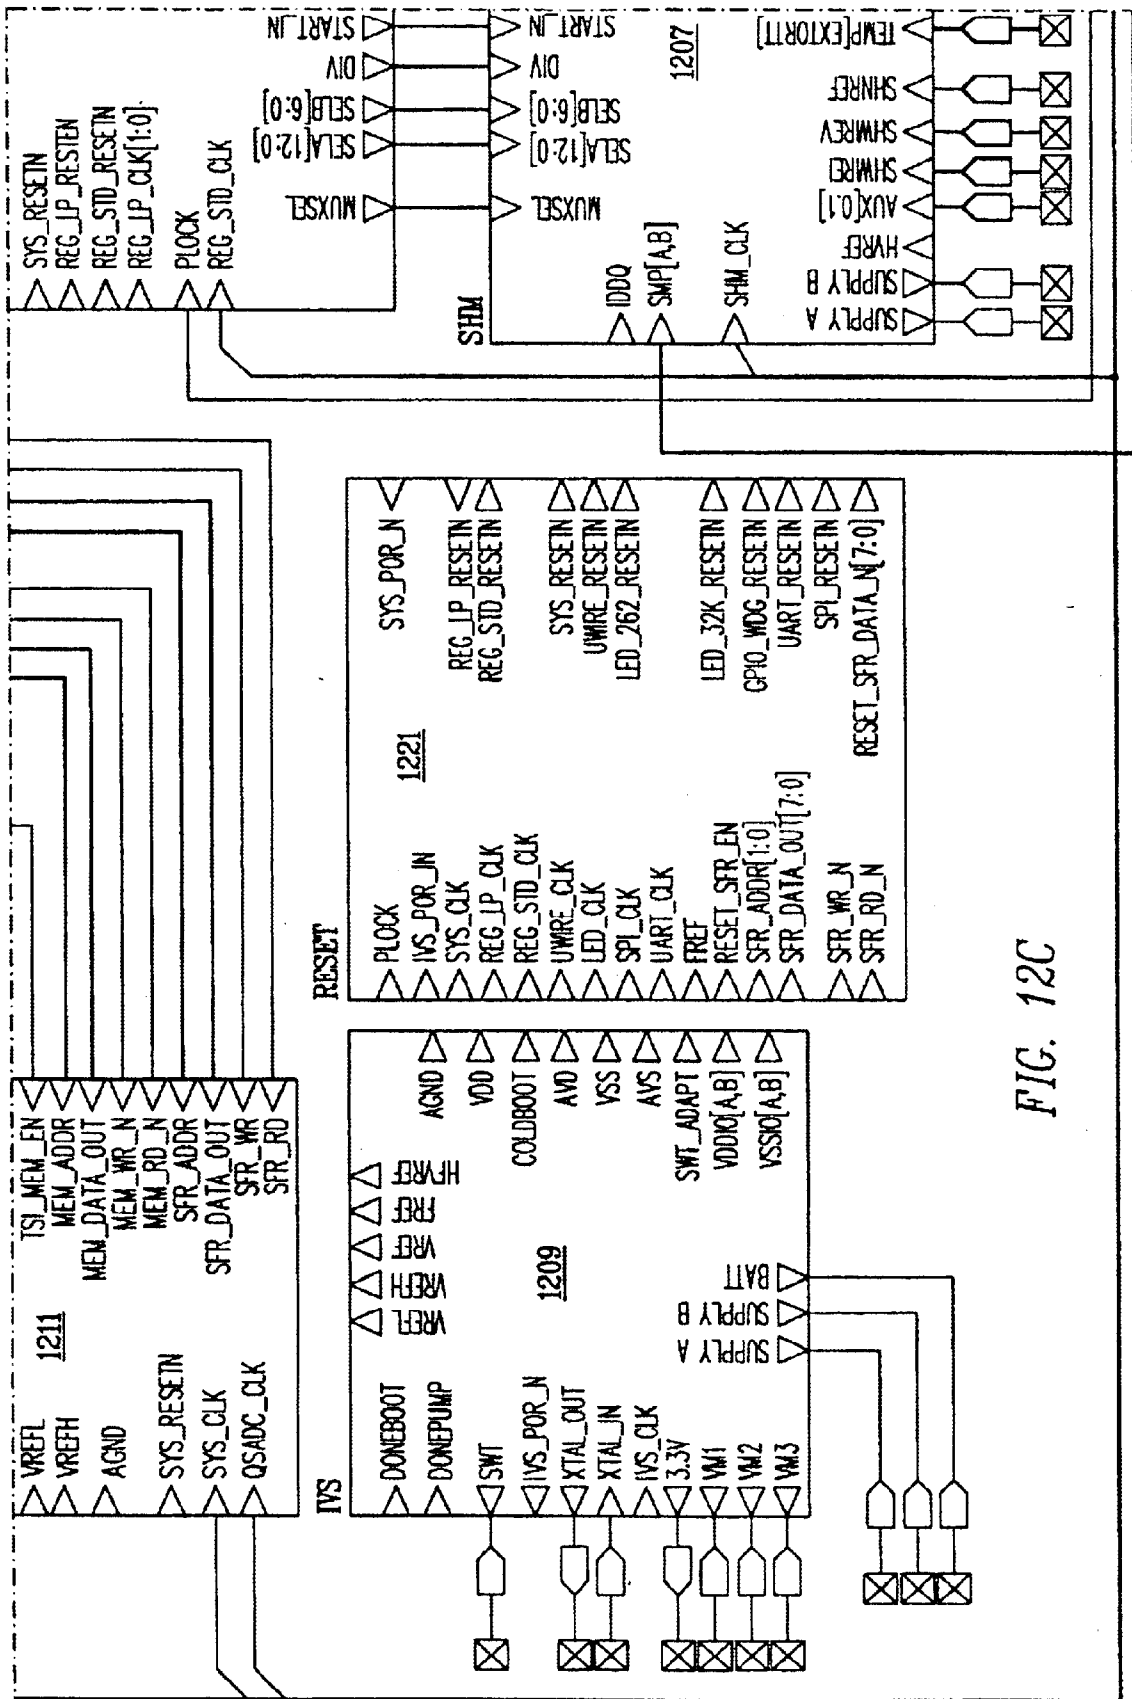 VREFL
VREFH
AGND
SYS_RESETN
SYS_CLK
QSADC_CLK
1211
TSI_MEM_EN
MEM_ADDR
MEM_DATA_OUT
MEM_WR_N
MEM_RD_N
SFR_ADDR
SFR_DATA_OUT
SFR_WR
SFR_RD
SYS_RESETN
REG_LP_RESTEN
REG_STD_RESETN
REG_LP_CLK[1:0]
PLOCK
REG_STD_CLK
START_IN
DIV
SELB[6:0]
SELA[12:0]
MUXSEL
IVS
DONEBOOT
DONEPUMP
SWT
IVS_POR_N
XTAL_OUT
XTAL_IN
IVS_CLK
3.3V
VM1
VM2
VM3
VREFL
VREFH
VREF
FREF
HFVREF
1209
AGND
VDD
COLDBOOT
AVD
VSS
AVS
SWT_ADAPT
VDDIO[A,B]
VSSIO[A,B]
SUPPLY A
SUPPLY B
BATT
RESET
PLOCK
IVS_POR_IN
SYS_CLK
REG_LP_CLK
REG_STD_CLK
UWIRE_CLK
LED_CLK
SPI_CLK
UART_CLK
FREF
RESET_SFR_EN
SFR_ADDR[1:0]
SFR_DATA_OUT[7:0]
SFR_WR_N
SFR_RD_N
1221
SYS_POR_N
REG_LP_RESETN
REG_STD_RESETN
SYS_RESETN
UWIRE_RESETN
LED_262_RESETN
LED_32K_RESETN
GPIO_WDG_RESETN
UART_RESETN
SPI_RESETN
RESET_SFR_DATA_N[7:0]
SHM
START_IN
DIV
SELB[6:0]
SELA[12:0]
MUXSEL
IDDQ
SMP[A,B]
SHM_CLK
1207
TEMP[EXTORIT]
SHNREF
SHWREV
SHWREI
AUX[0.1]
HVREF
SUPPLY B
SUPPLY A
FIG. 12C